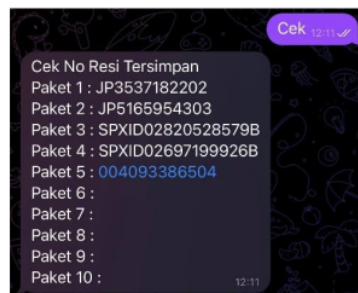 Cek 12:11
Cek No Resi Tersimpan
Paket 1 : JP3537182202
Paket 2 : JP5165954303
Paket 3 : SPXID02820528579B
Paket 4 : SPXID02697199926B
Paket 5 : 004093386504
Paket 6 :
Paket 7 :
Paket 8 :
Paket 9 :
Paket 10 :
12:11